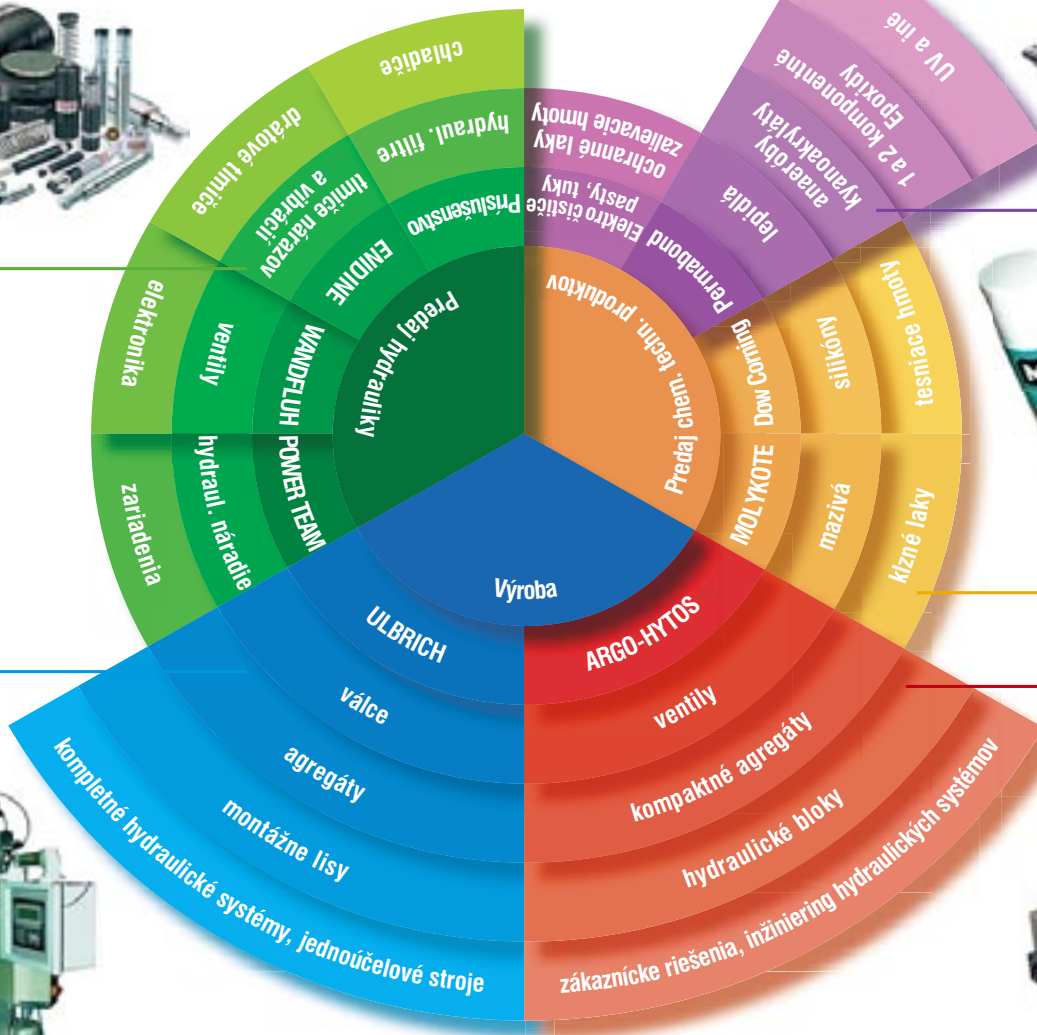 chladiče
hydraul. filtre
Príslušenstvo
drátové tlmiče
tlmiče nárazov
a vibrácií
ENIDINE
elektronika
ventily
WANDFLUH
zariadenia
hydraul. náradie
POWER TEAM
Predaj hydrauliky
zalievacie hmoty
ochranné laky
pasty, tuky
Elektro čističe
UV a iné
1 a 2 komponentné
Epoxidy
kyanoakryláty
anaeróby
lepidlá
Permabond
Predaj chem. techn. produktov
Dow Corning
silikóny
tesniace hmoty
MOLYKOTE
mazivá
klzné laky
Výroba
ULBRICH
válce
agregáty
montážne lisy
kompletné hydraulické systémy, jednoúčelové stroje
ARGO-HYTOS
ventily
kompaktné agregáty
hydraulické bloky
zákaznícke riešenia, inžiniering hydraulických systémov